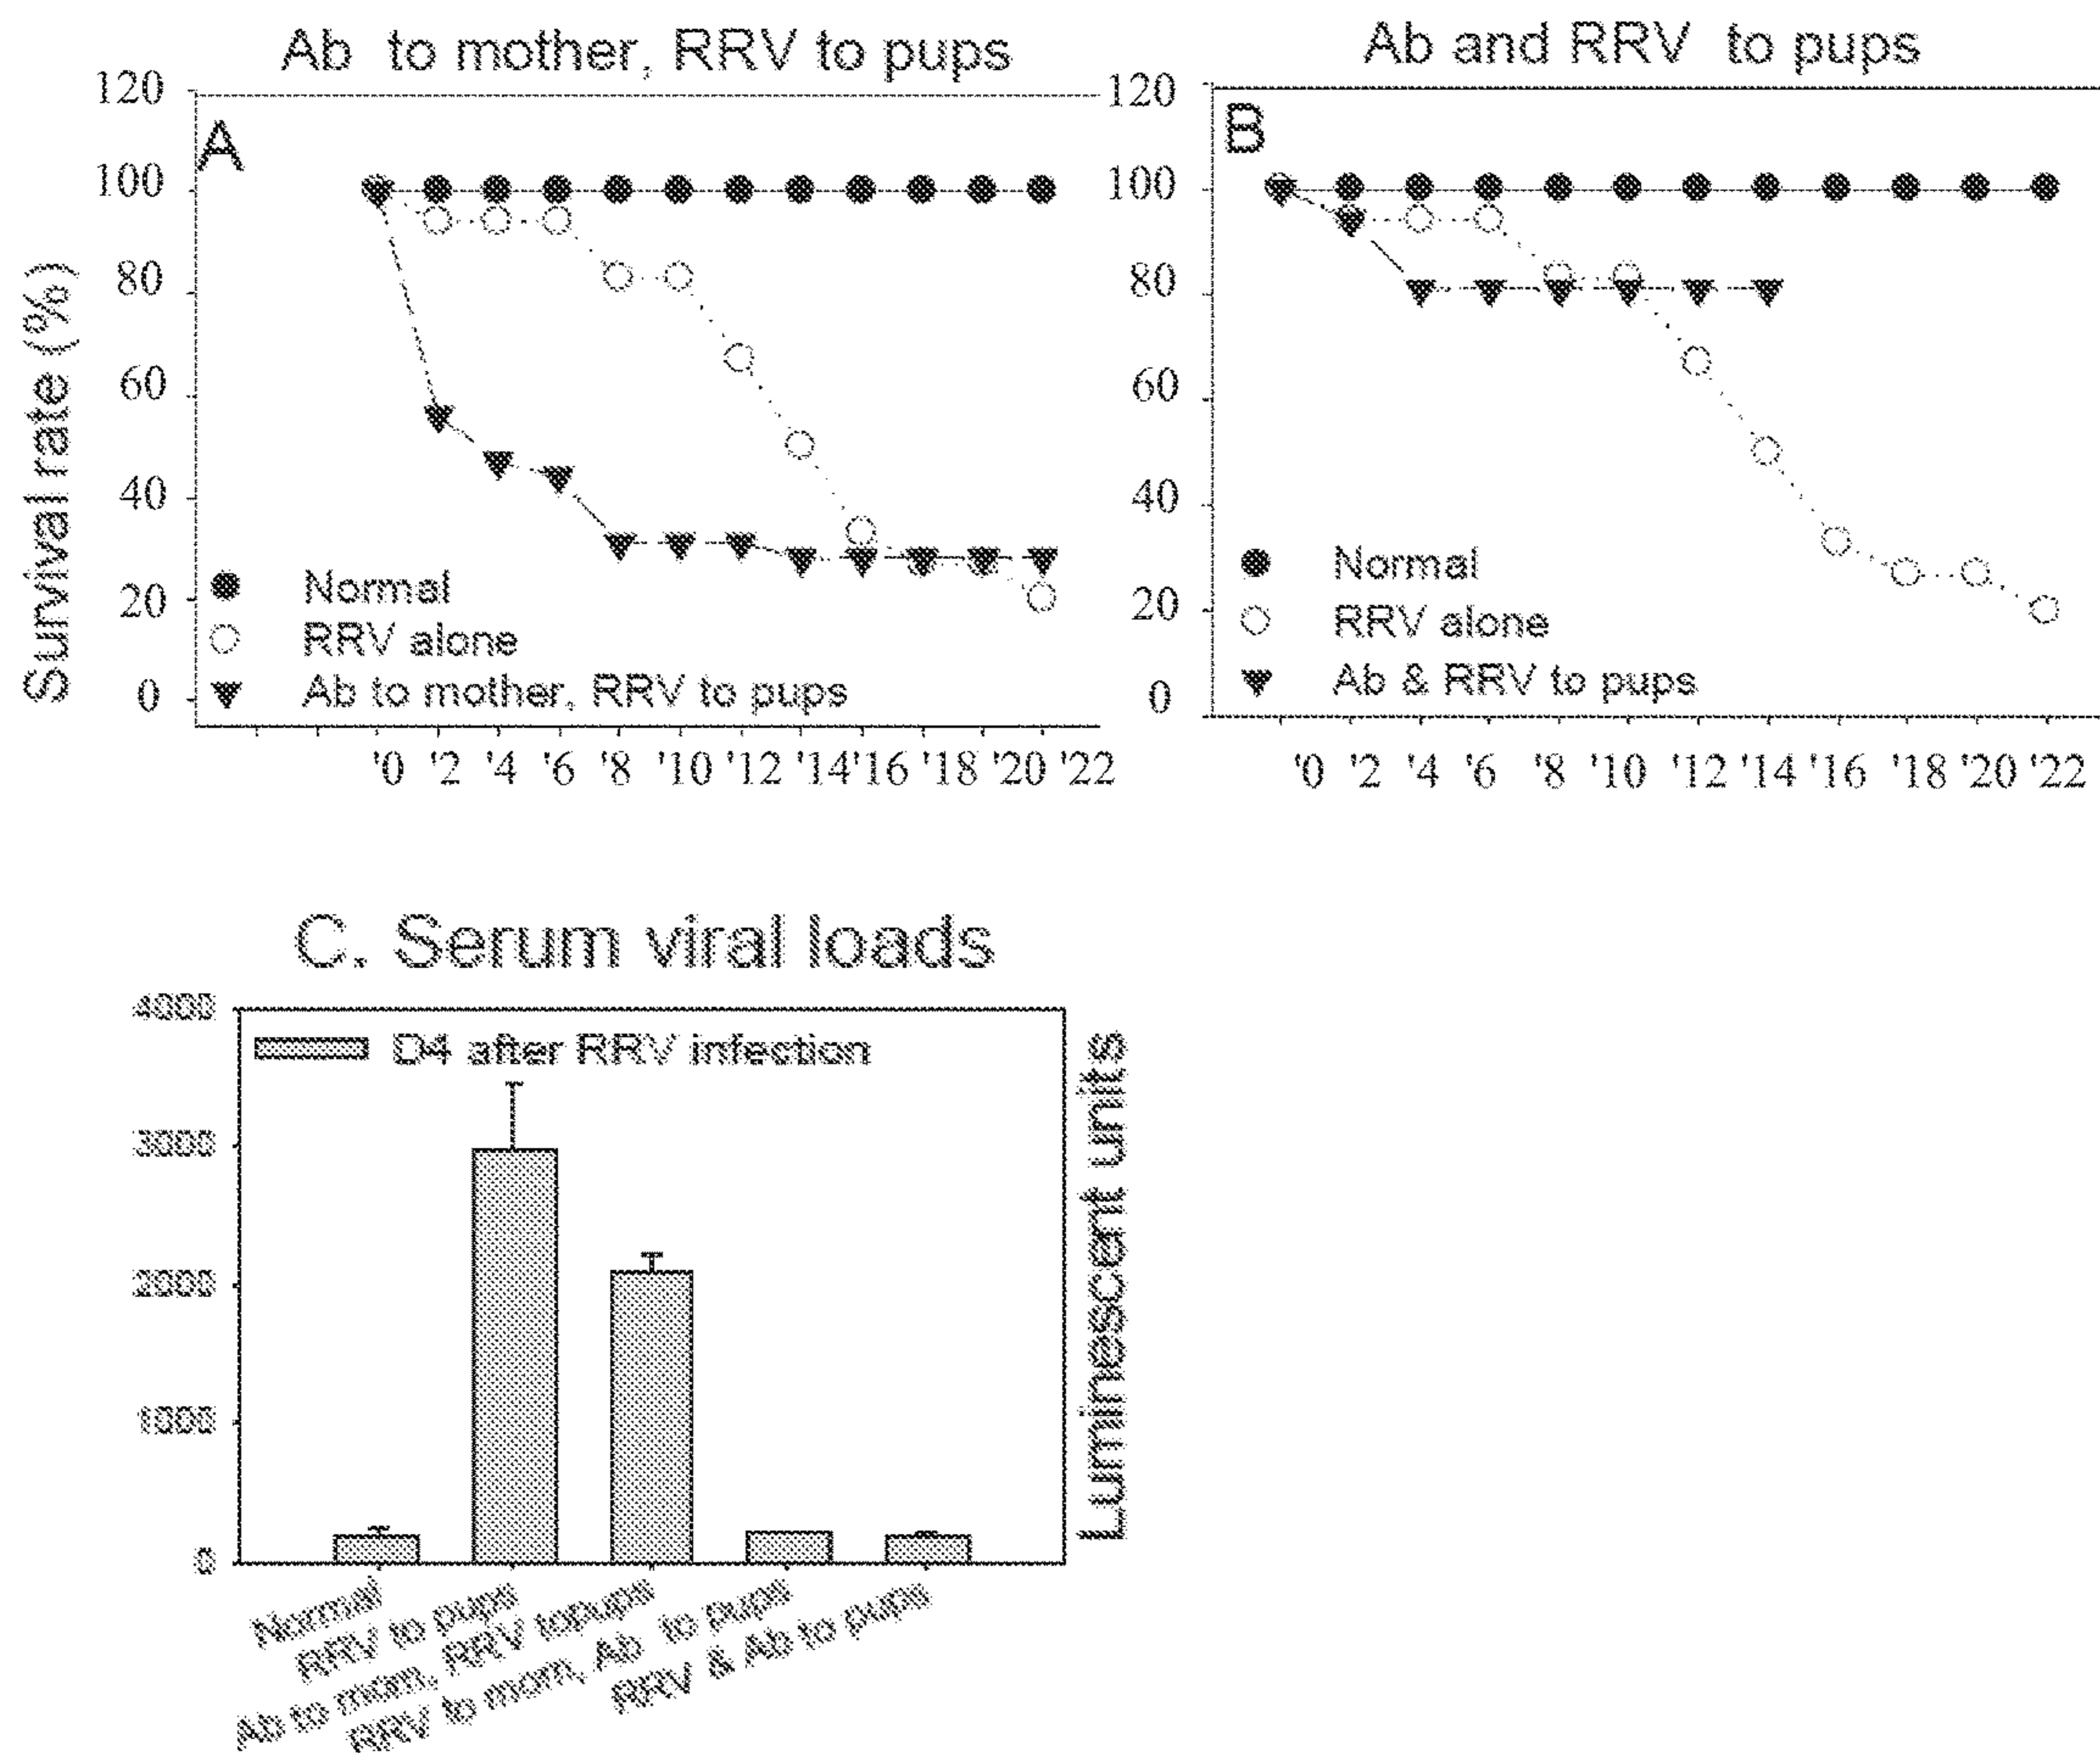 Ab to mother, RRV to pups
120
100
80
60
40
20
0
Survival rate (%)
A
Normal
RRV alone
Ab to mother, RRV to pups
'0 '2 '4 '6 '8 '10 '12 '14 '16 '18 '20 '22
Ab and RRV to pups
120
100
80
60
40
20
0
B
Normal
RRV alone
Ab & RRV to pups
'0 '2 '4 '6 '8 '10 '12 '14 '16 '18 '20 '22
C. Serum viral loads
4000
3000
2000
1000
0
D4 after RRV infection
Luminescent units
Normal
RRV to pups
Ab to mom, RRV topups
RRV to mom, Ab to pups
RRV & Ab to pups